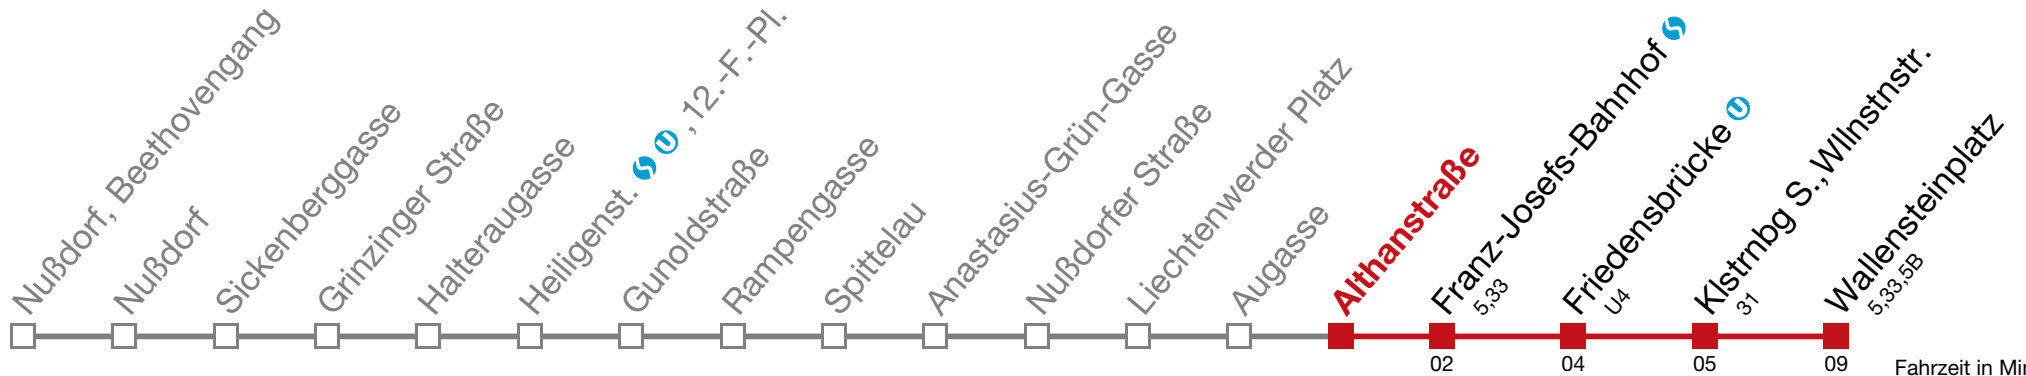 Nußdorf, Beethovengang
Nußdorf
Sickenberggasse
Grinzinger Straße
Halteraugasse
Heiligenst. S U , 12.-F.-Pl.
Gunoldstraße
Rampengasse
Spittelau
Anastasius-Grün-Gasse
Nußdorfer Straße
Liechtenwerder Platz
Augasse
Althanstraße
Franz-Josefs-Bahnhof S
5,33
Friedensbrücke U
U4
Klstrnbg S.,Wllnstnstr.
31
Wallensteinplatz
5,33,5B
02 04 05 09 Fahrzeit in Min